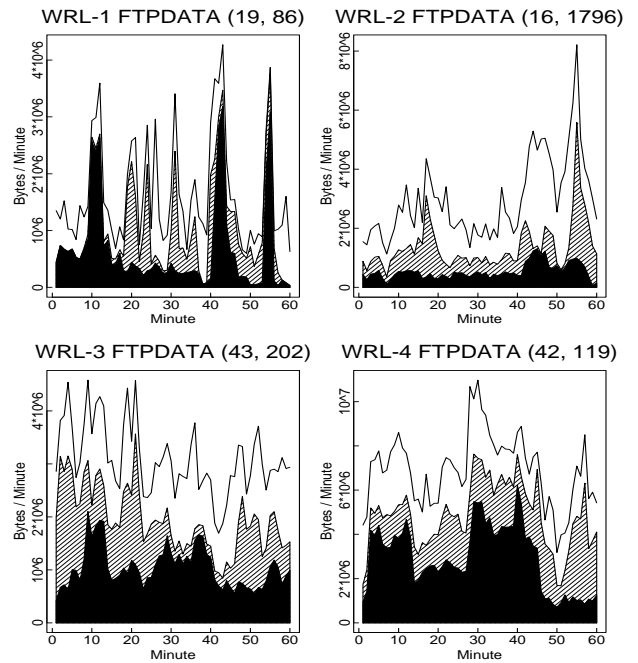 WRL-1 FTPDATA (19, 86)
Bytes / Minute
0 10^6 2*10^6 3*10^6 4*10^6
0 10 20 30 40 50 60
Minute
WRL-2 FTPDATA (16, 1796)
Bytes / Minute
0 2*10^6 4*10^6 6*10^6 8*10^6
0 10 20 30 40 50 60
Minute
WRL-3 FTPDATA (43, 202)
Bytes / Minute
0 10^6 2*10^6 4*10^6
0 10 20 30 40 50 60
Minute
WRL-4 FTPDATA (42, 119)
Bytes / Minute
0 2*10^6 6*10^6 10^7
0 10 20 30 40 50 60
Minute